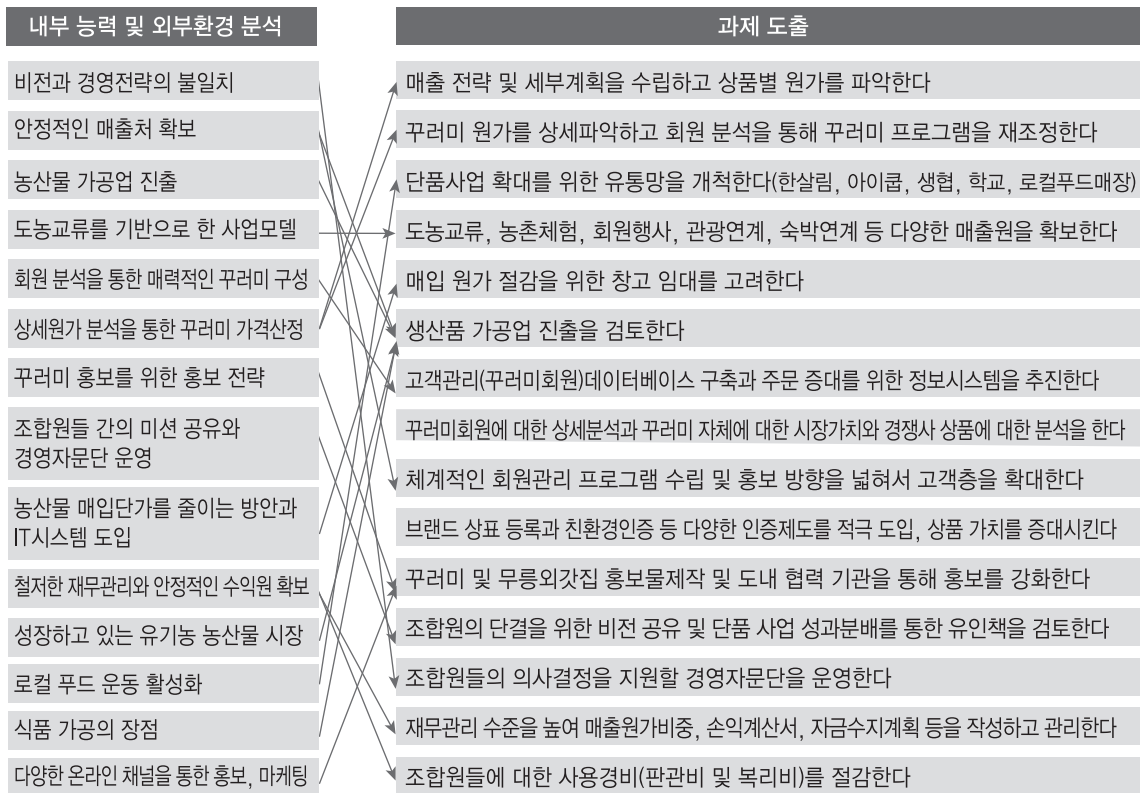 내부 능력 및 외부환경 분석
비전과 경영전략의 불일치
안정적인 매출처 확보
농산물 가공업 진출
도농교류를 기반으로 한 사업모델
회원 분석을 통한 매력적인 꾸러미 구성
상세원가 분석을 통한 꾸러미 가격산정
꾸러미 홍보를 위한 홍보 전략
조합원들 간의 미션 공유와
경영자문단 운영
농산물 매입단가를 줄이는 방안과
IT시스템 도입
철저한 재무관리와 안정적인 수익원 확보
성장하고 있는 유기농 농산물 시장
로컬 푸드 운동 활성화
식품 가공의 장점
다양한 온라인 채널을 통한 홍보, 마케팅
과제 도출
매출 전략 및 세부계획을 수립하고 상품별 원가를 파악한다
꾸러미 원가를 상세파악하고 회원 분석을 통해 꾸러미 프로그램을 재조정한다
단품사업 확대를 위한 유통망을 개척한다(한살림, 아이쿱, 생협, 학교, 로컬푸드매장)
도농교류, 농촌체험, 회원행사, 관광연계, 숙박연계 등 다양한 매출원을 확보한다
매입 원가 절감을 위한 창고 임대를 고려한다
생산품 가공업 진출을 검토한다
고객관리(꾸러미회원)데이터베이스 구축과 주문 증대를 위한 정보시스템을 추진한다
꾸러미회원에 대한 상세분석과 꾸러미 자체에 대한 시장가치와 경쟁사 상품에 대한 분석을 한다
체계적인 회원관리 프로그램 수립 및 홍보 방향을 넓혀서 고객층을 확대한다
브랜드 상표 등록과 친환경인증 등 다양한 인증제도를 적극 도입, 상품 가치를 증대시킨다
꾸러미 및 무릉외갓집 홍보물제작 및 도내 협력 기관을 통해 홍보를 강화한다
조합원의 단결을 위한 비전 공유 및 단품 사업 성과분배를 통한 유인책을 검토한다
조합원들의 의사결정을 지원할 경영자문단을 운영한다
재무관리 수준을 높여 매출원가비중, 손익계산서, 자금수지계획 등을 작성하고 관리한다
조합원들에 대한 사용경비(판관비 및 복리비)를 절감한다